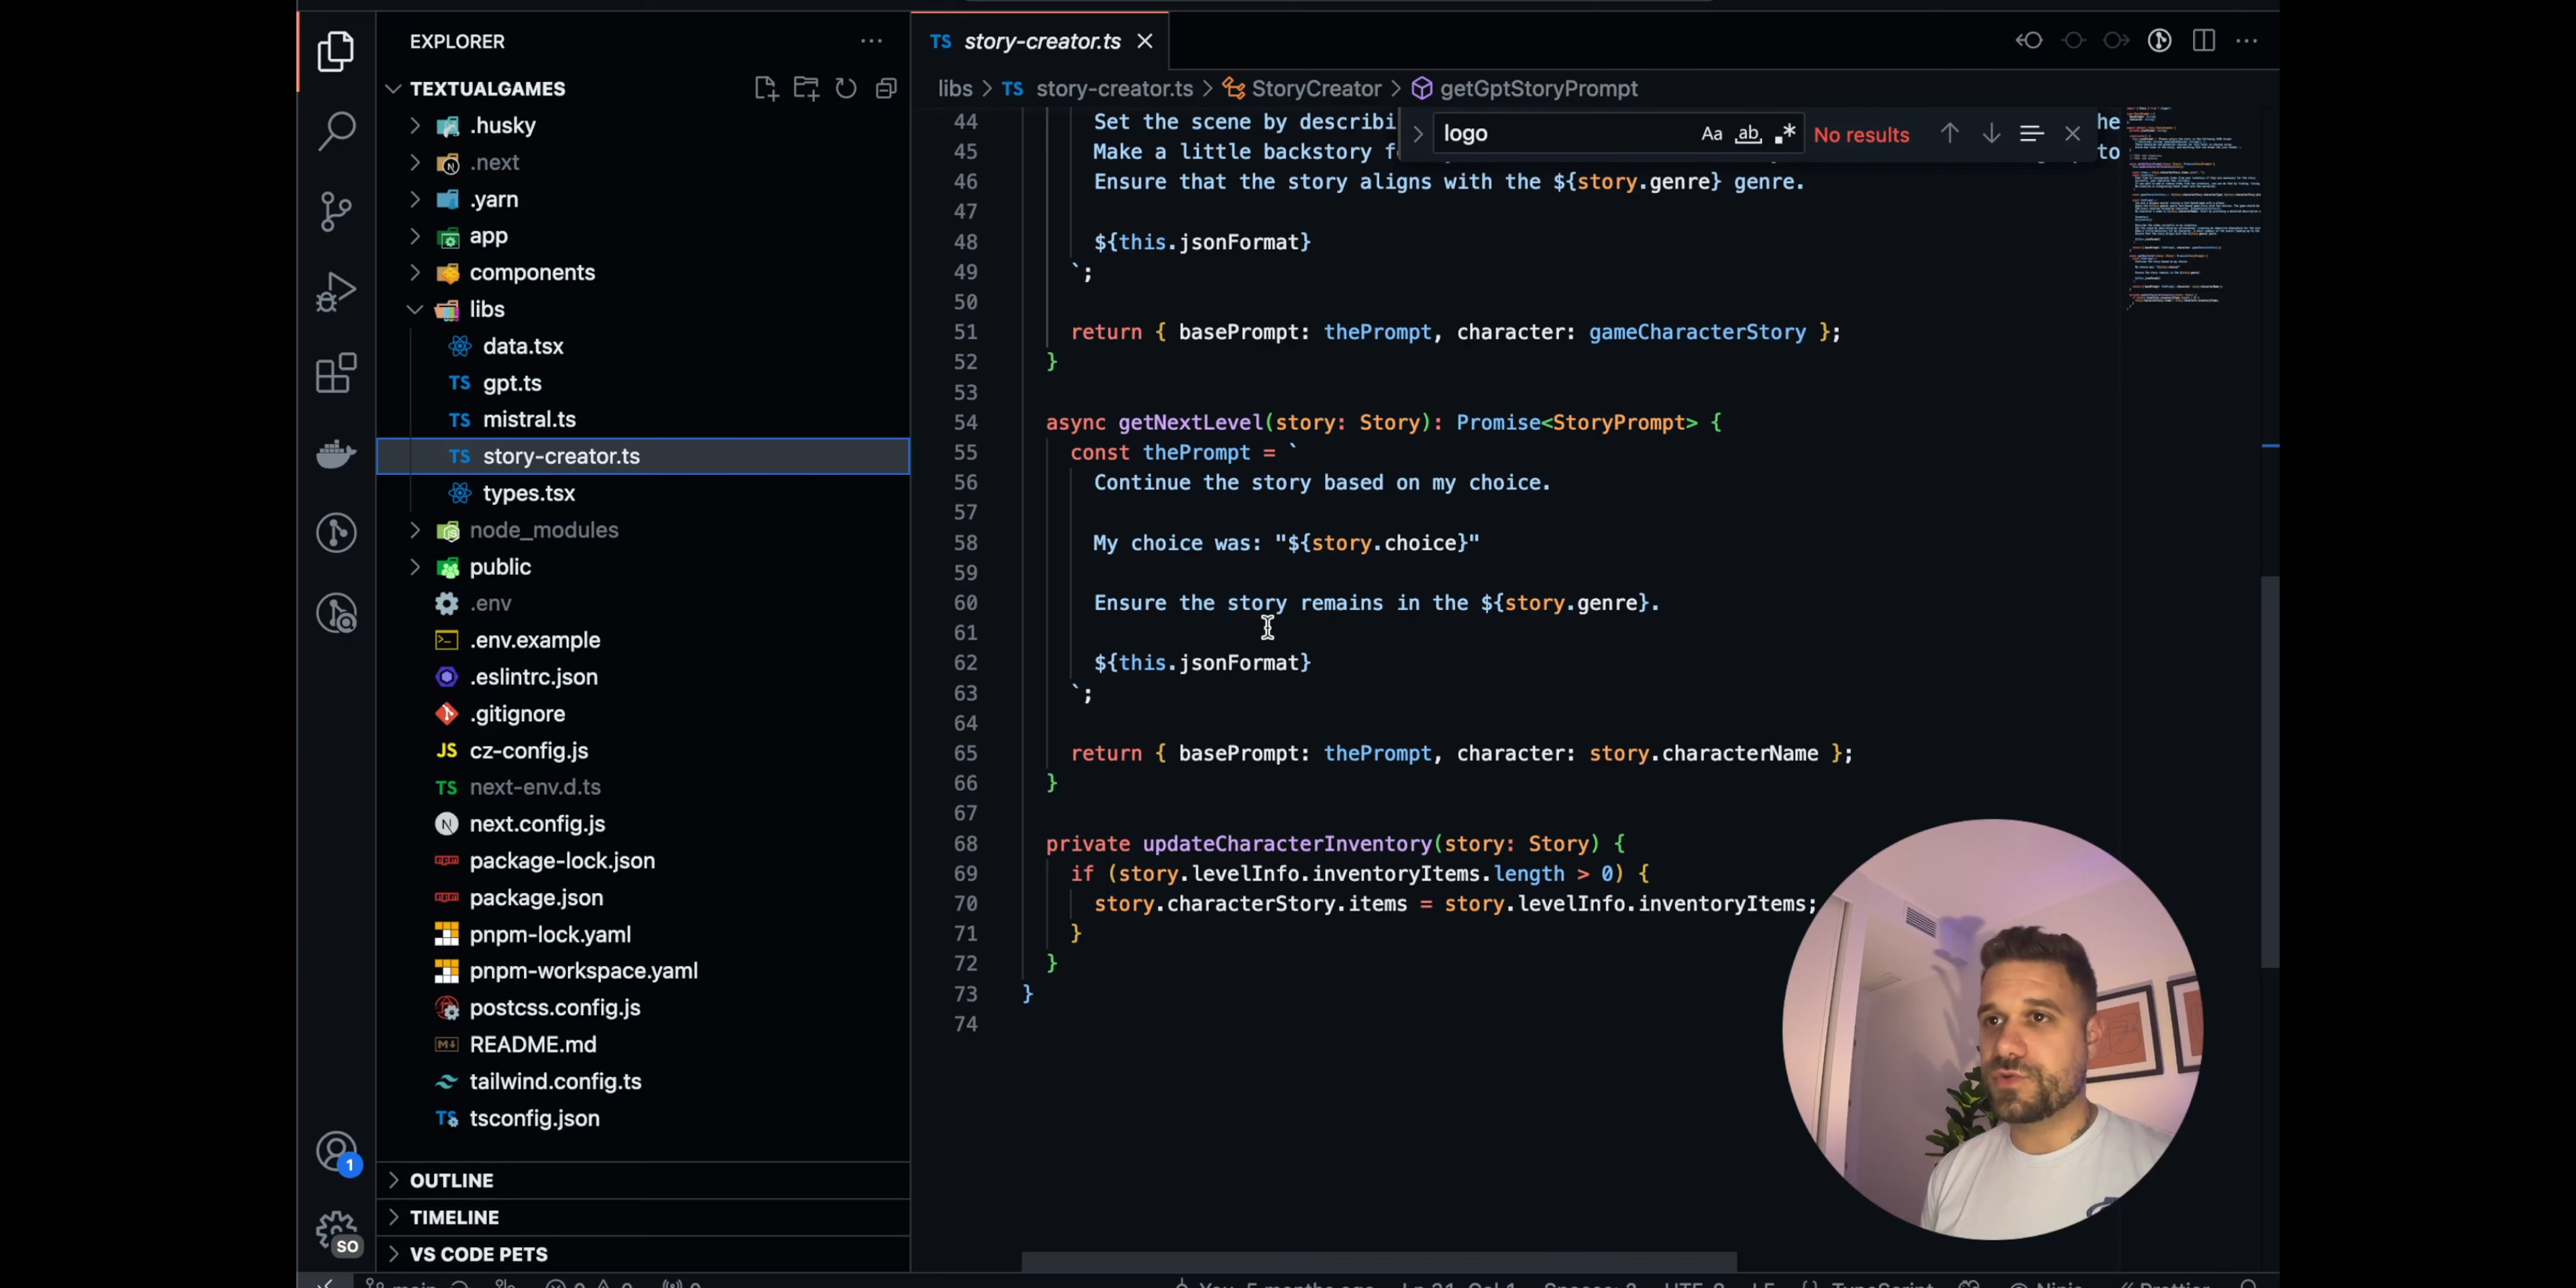 EXPLORER
TEXTUALGAMES
.husky
.next
.yarn
app
components
libs
data.tsx
TS gpt.ts
TS mistral.ts
TS story-creator.ts
types.tsx
node_modules
public
.env
.env.example
.eslintrc.json
.gitignore
JS cz-config.js
TS next-env.d.ts
N next.config.js
package-lock.json
package.json
pnpm-lock.yaml
pnpm-workspace.yaml
postcss.config.js
README.md
tailwind.config.ts
TS tsconfig.json
OUTLINE
TIMELINE
VS CODE PETS
1
SO
TS story-creator.ts
libs > TS story-creator.ts > StoryCreator > getGptStoryPrompt
logo Aa ab No results
44 Set the scene by describi he
45 Make a little backstory f to
46 Ensure that the story aligns with the ${story.genre} genre.
47
48 ${this.jsonFormat}
49 `;
50
51 return { basePrompt: thePrompt, character: gameCharacterStory };
52 }
53
54 async getNextLevel(story: Story): Promise<StoryPrompt> {
55 const thePrompt = `
56 Continue the story based on my choice.
57
58 My choice was: "${story.choice}"
59
60 Ensure the story remains in the ${story.genre}.
61
62 ${this.jsonFormat}
63 `;
64
65 return { basePrompt: thePrompt, character: story.characterName };
66 }
67
68 private updateCharacterInventory(story: Story) {
69 if (story.levelInfo.inventoryItems.length > 0) {
70 story.characterStory.items = story.levelInfo.inventoryItems;
71 }
72 }
73 }
74